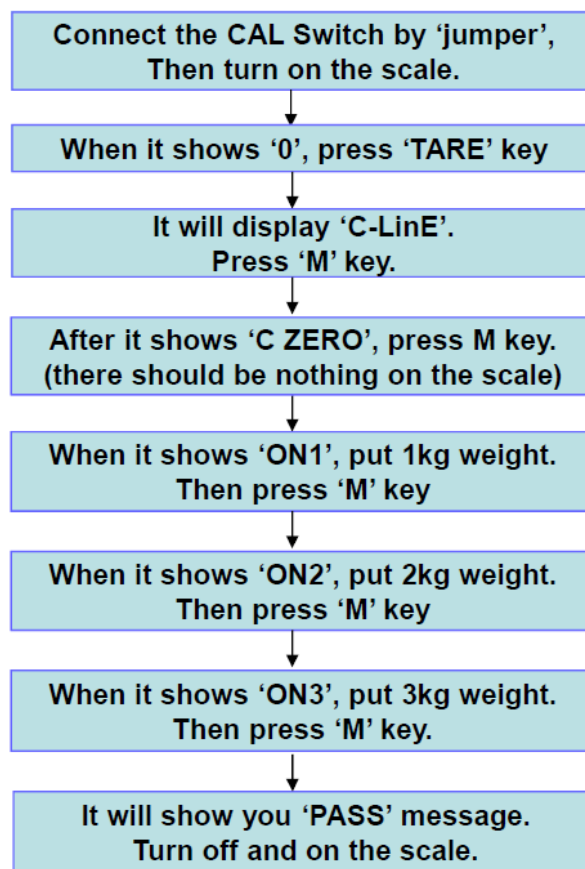 Connect the CAL Switch by ‘jumper’,
Then turn on the scale.
When it shows ‘0’, press ‘TARE’ key
It will display ‘C-LinE’.
Press ‘M’ key.
After it shows ‘C ZERO’, press M key.
(there should be nothing on the scale)
When it shows ‘ON1’, put 1kg weight.
Then press ‘M’ key
When it shows ‘ON2’, put 2kg weight.
Then press ‘M’ key
When it shows ‘ON3’, put 3kg weight.
Then press ‘M’ key.
It will show you ‘PASS’ message.
Turn off and on the scale.